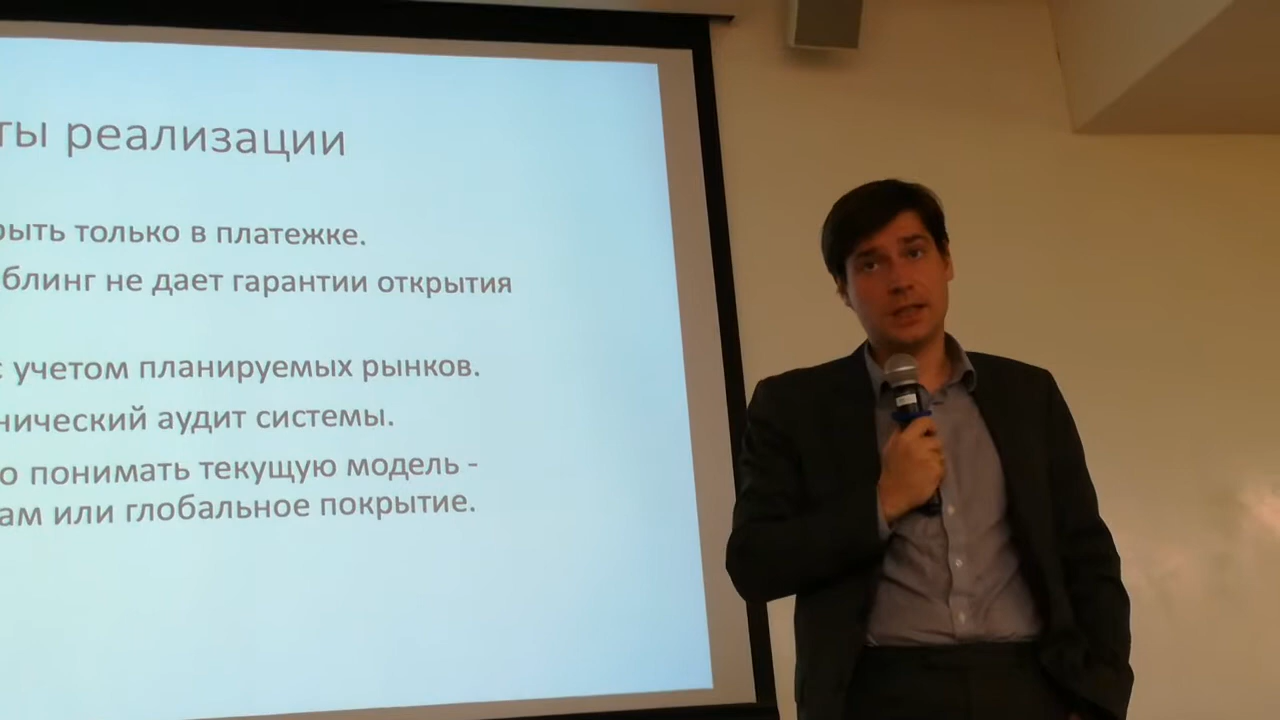 ты реализации
рыть только в платежке.
блинг не дает гарантии открытия
с учетом планируемых рынков.
нический аудит системы.
о понимать текущую модель -
ам или глобальное покрытие.